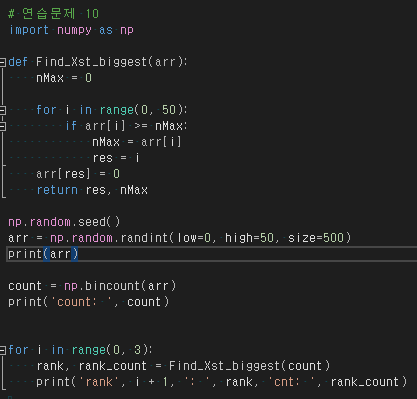 # 연습문제 10
import numpy as np
def Find_Xst_biggest(arr):
    nMax = 0
    for i in range(0, 50):
        if arr[i] >= nMax:
            nMax = arr[i]
            res = i
    arr[res] = 0
    return res, nMax
np.random.seed()
arr = np.random.randint(low=0, high=50, size=500)
print(arr)
count = np.bincount(arr)
print('count: ', count)
for i in range(0, 3):
    rank, rank_count = Find_Xst_biggest(count)
    print('rank', i + 1, ': ', rank, 'cnt: ', rank_count)